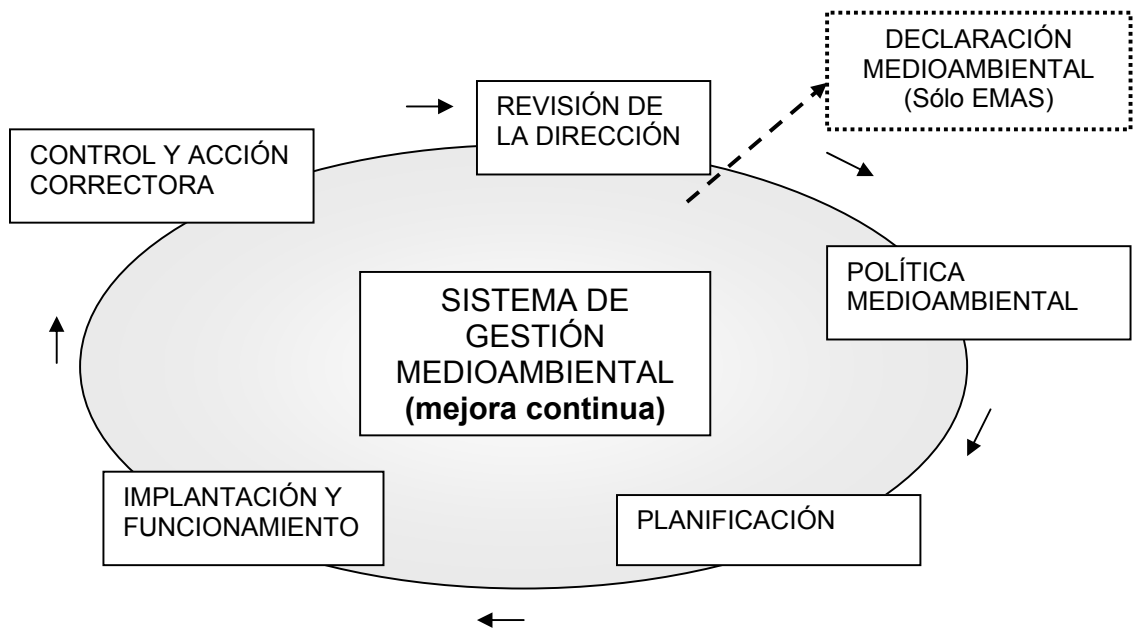 DECLARACIÓN
MEDIOAMBIENTAL
(Sólo EMAS)
REVISIÓN DE
LA DIRECCIÓN
CONTROL Y ACCIÓN
CORRECTORA
POLÍTICA
MEDIOAMBIENTAL
SISTEMA DE
GESTIÓN
MEDIOAMBIENTAL
(mejora continua)
IMPLANTACIÓN Y
FUNCIONAMIENTO
PLANIFICACIÓN